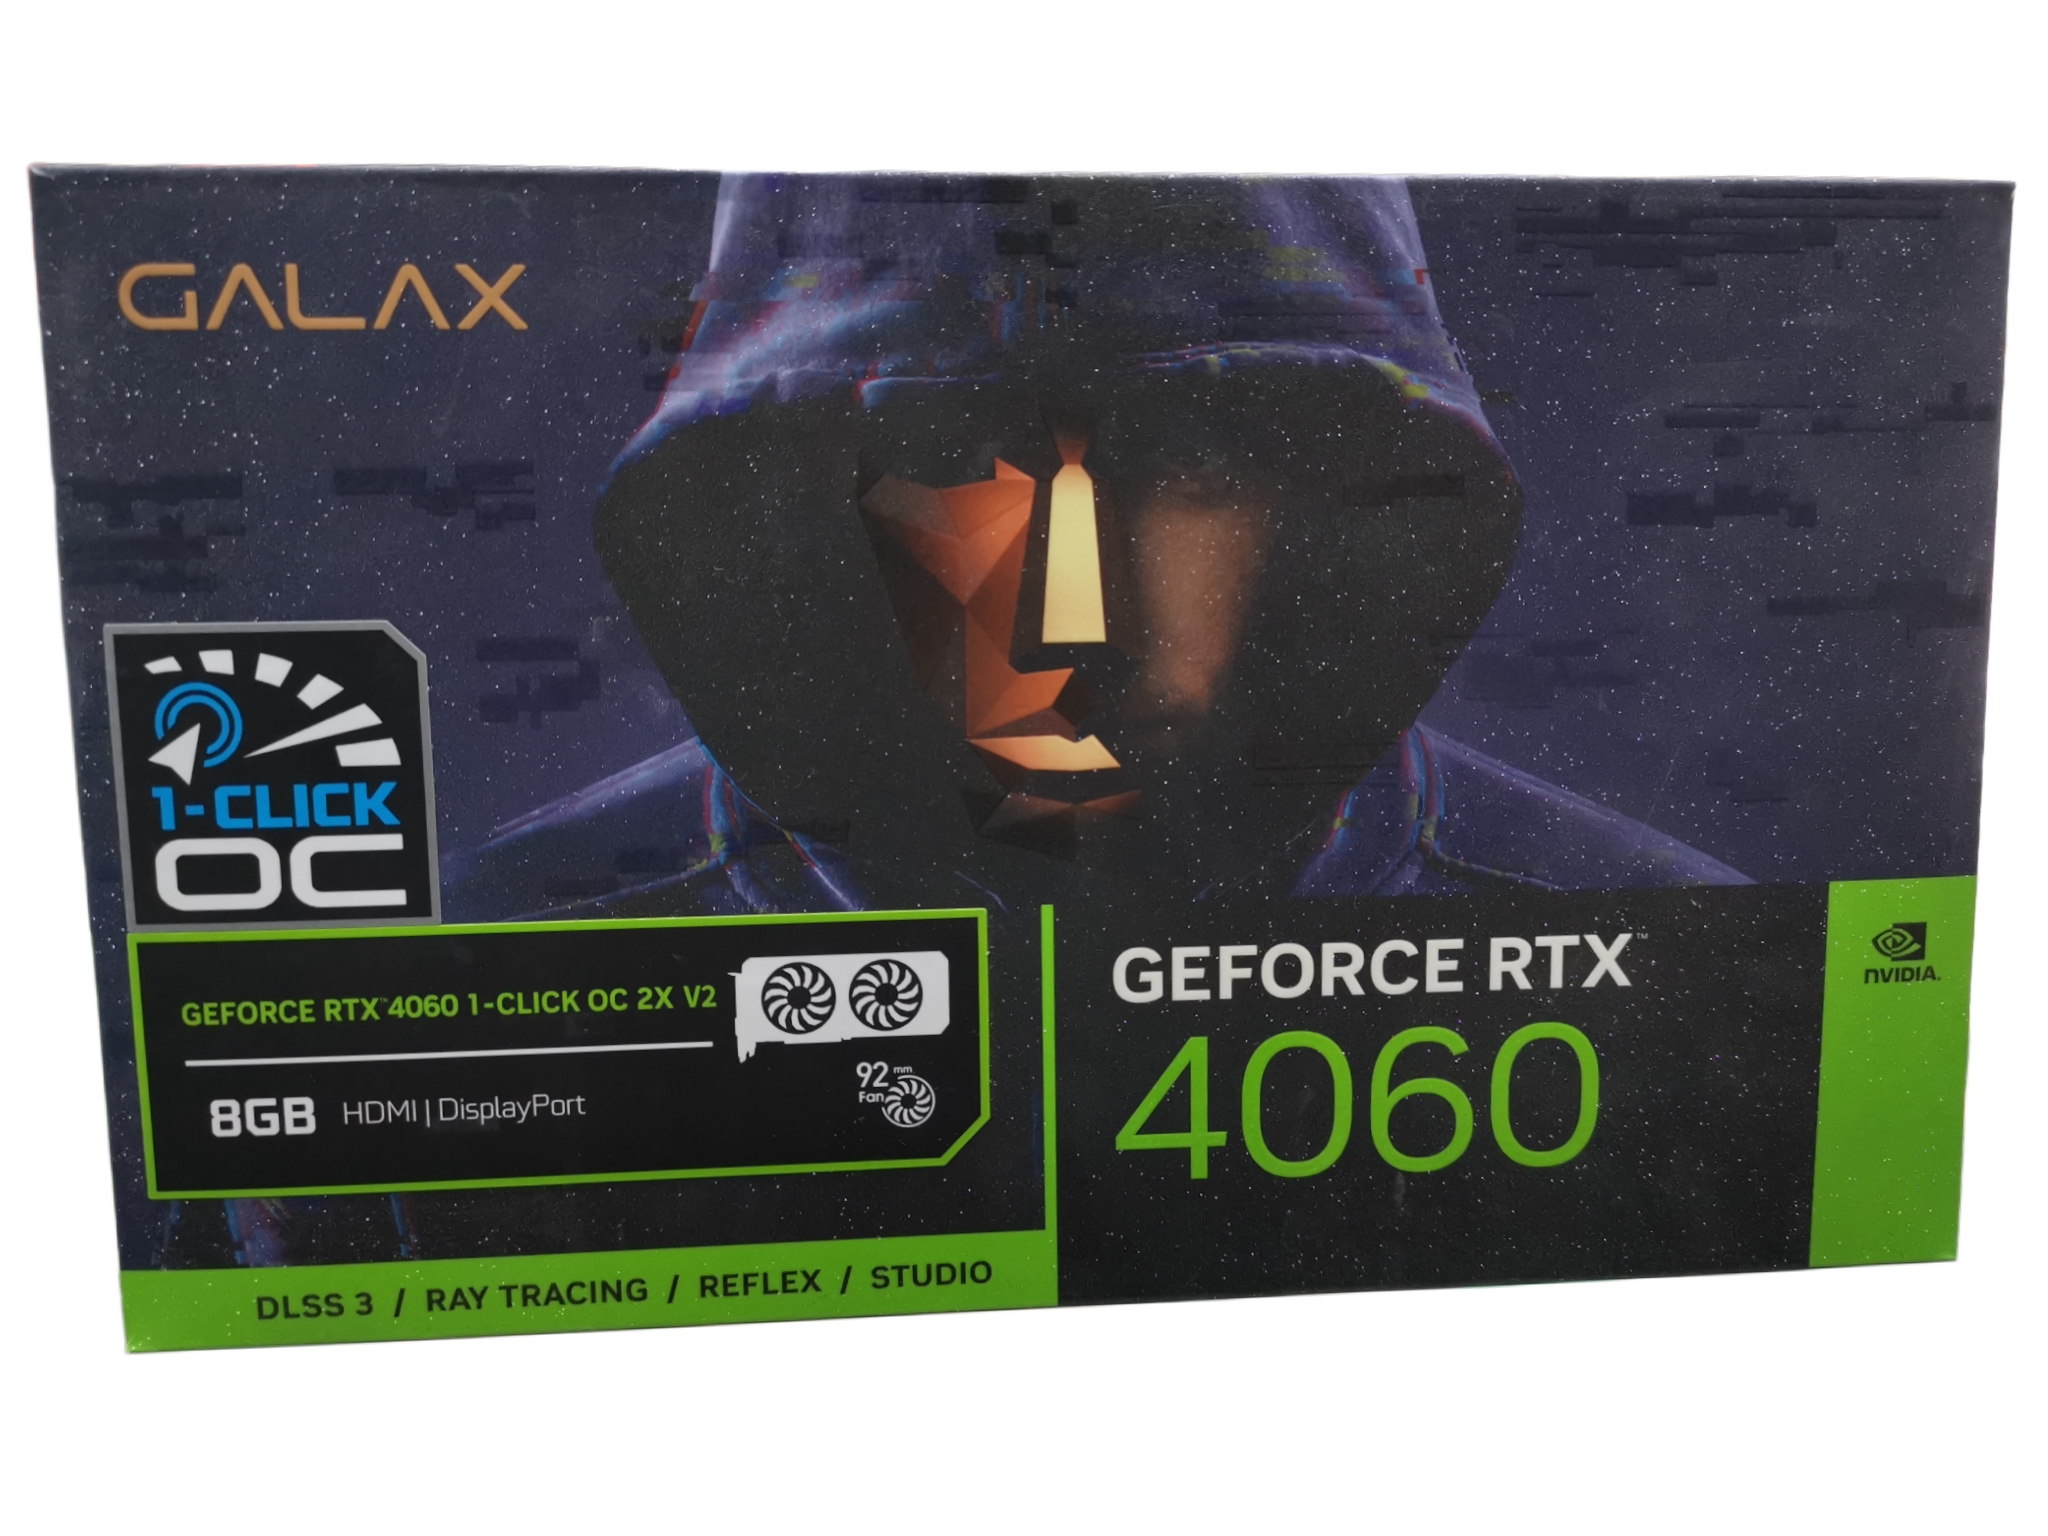 GALAX
1-CLICK
OC
GEFORCE RTX™ 4060 1-CLICK OC 2X V2
8GB HDMI | DisplayPort
92 mm
Fan
GEFORCE RTX™
4060
NVIDIA.
DLSS 3 / RAY TRACING / REFLEX / STUDIO